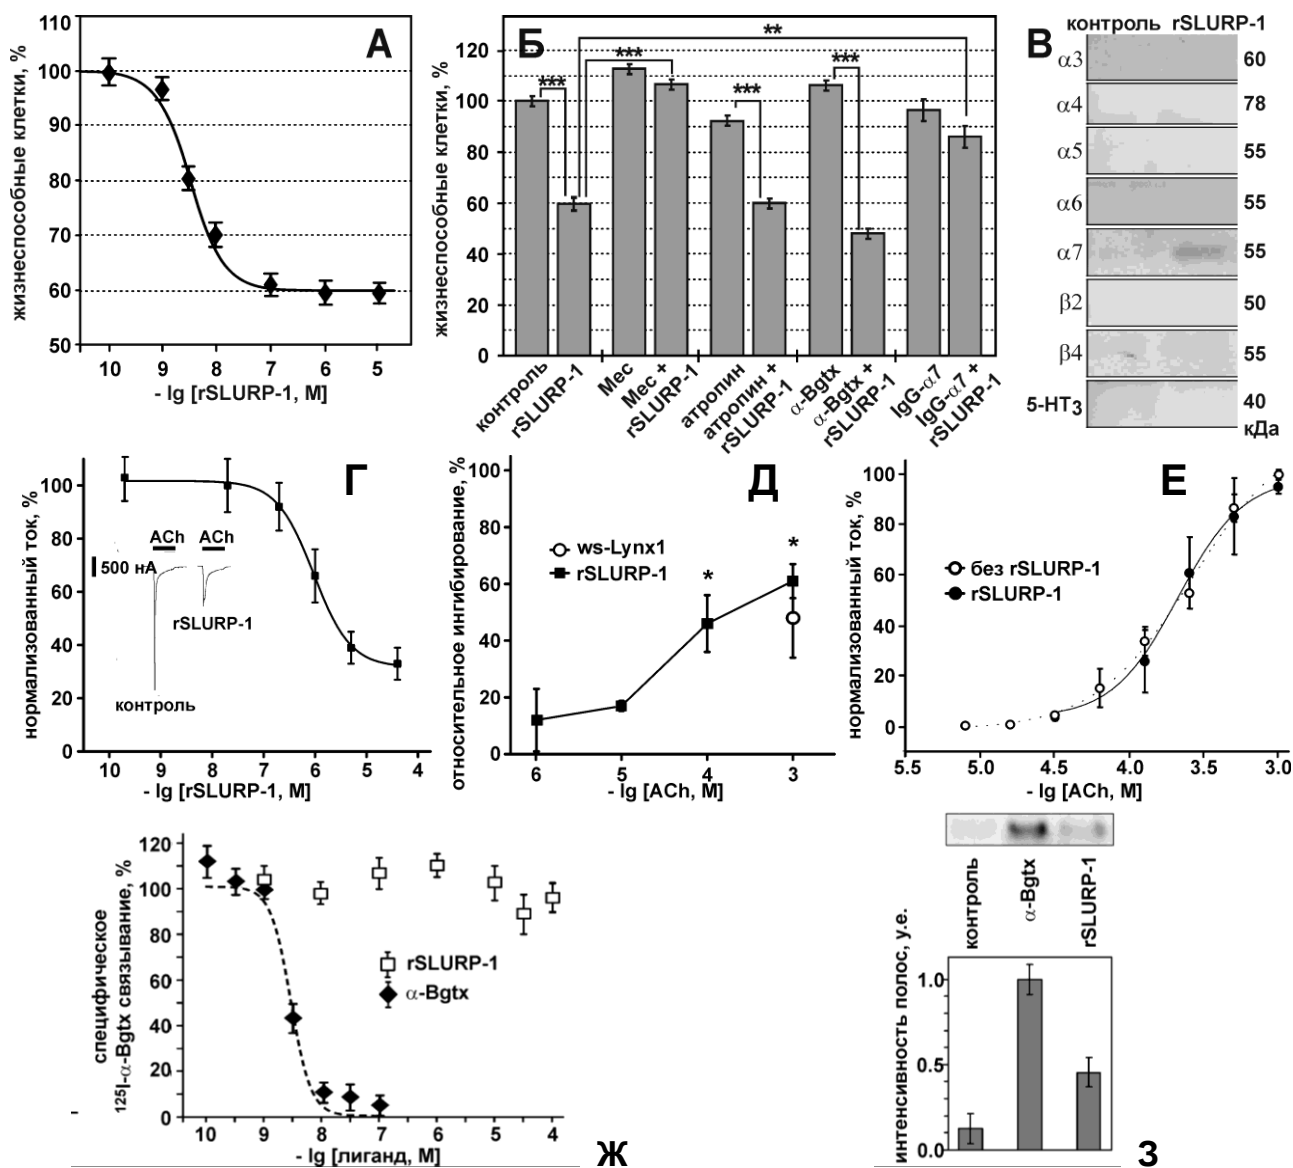 А
жизнеспособные клетки, %
100
90
80
70
60
50
10 9 8 7 6 5
- lg [rSLURP-1, M]
Б
жизнеспособные клетки, %
120
100
80
60
40
20
0
*** *** ** *** ***
контроль
rSLURP-1
Mec
Mec +
rSLURP-1
атропин
атропин +
rSLURP-1
α-Bgtx
α-Bgtx +
rSLURP-1
IgG-α7
IgG-α7 +
rSLURP-1
В
контроль rSLURP-1
α3 60
α4 78
α5 55
α6 55
α7 55
β2 50
β4 55
5-HT3 40
кДа
Г
нормализованный ток, %
100
80
60
40
20
0
ACh ACh
500 нА
rSLURP-1
контроль
10 9 8 7 6 5 4
- lg [rSLURP-1, M]
Д
относительное ингибирование, %
100
80
60
40
20
0
ws-Lynx1
rSLURP-1
* *
6 5 4 3
- lg [ACh, M]
Е
нормализованный ток, %
100
80
60
40
20
0
без rSLURP-1
rSLURP-1
5.5 5.0 4.5 4.0 3.5 3.0
- lg [ACh, M]
специфическое
¹²⁵I-α-Bgtx связывание, %
120
100
80
60
40
20
0
rSLURP-1
α-Bgtx
10 9 8 7 6 5 4
- lg [лиганд, M]
Ж
контроль
α-Bgtx
rSLURP-1
интенсивность полос, у.е.
1.0
0.5
0.0
З